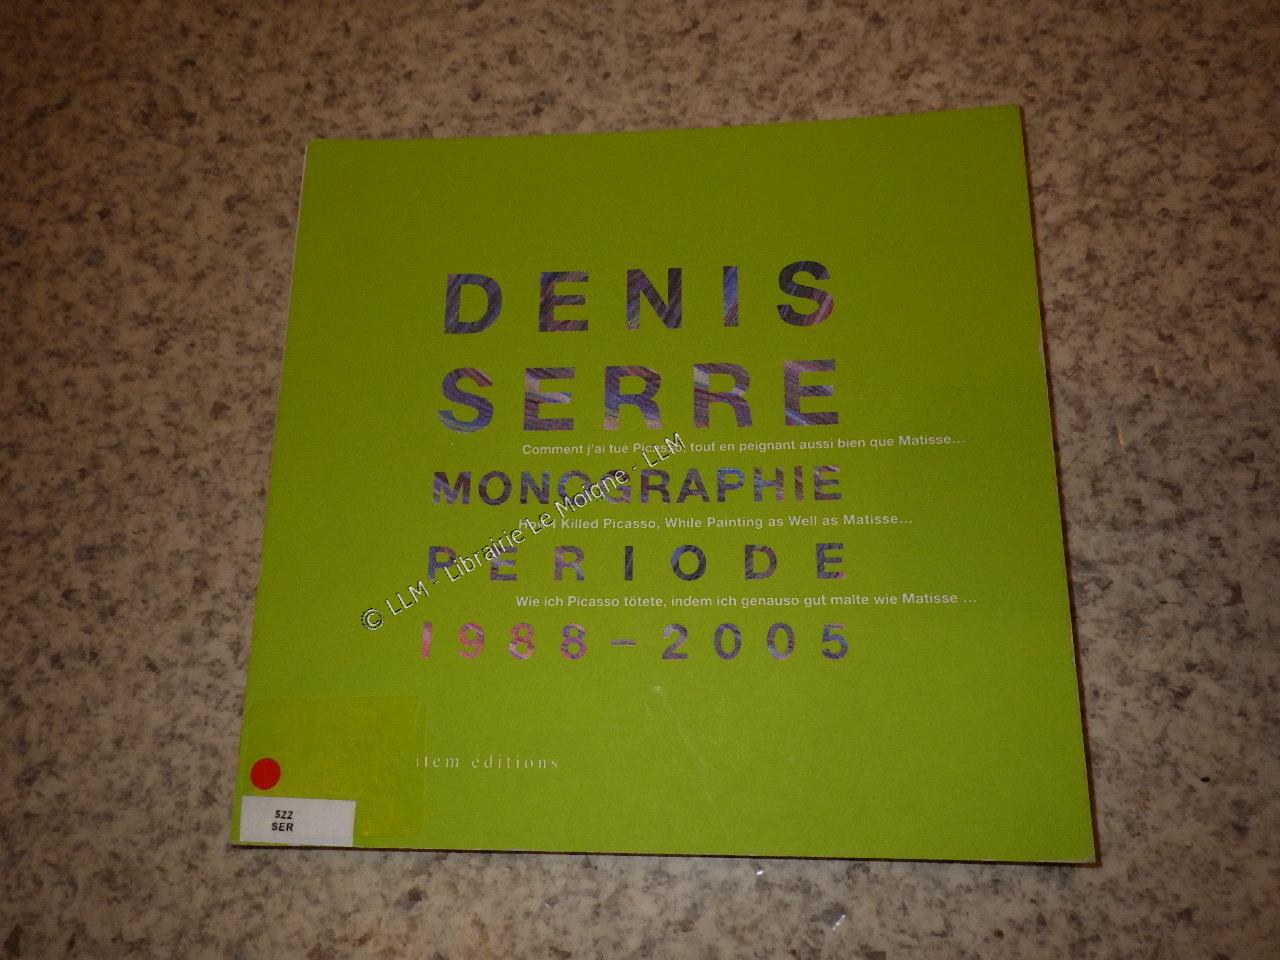 DENIS
SERRE
Comment j'ai tué Picasso, tout en peignant aussi bien que Matisse...
MONOGRAPHIE
How I Killed Picasso, While Painting as Well as Matisse...
PERIODE
Wie ich Picasso tötete, indem ich genauso gut malte wie Matisse ...
1988-2005
© LLM - Librairie Le Moigne - LLM
item éditions
522
SER